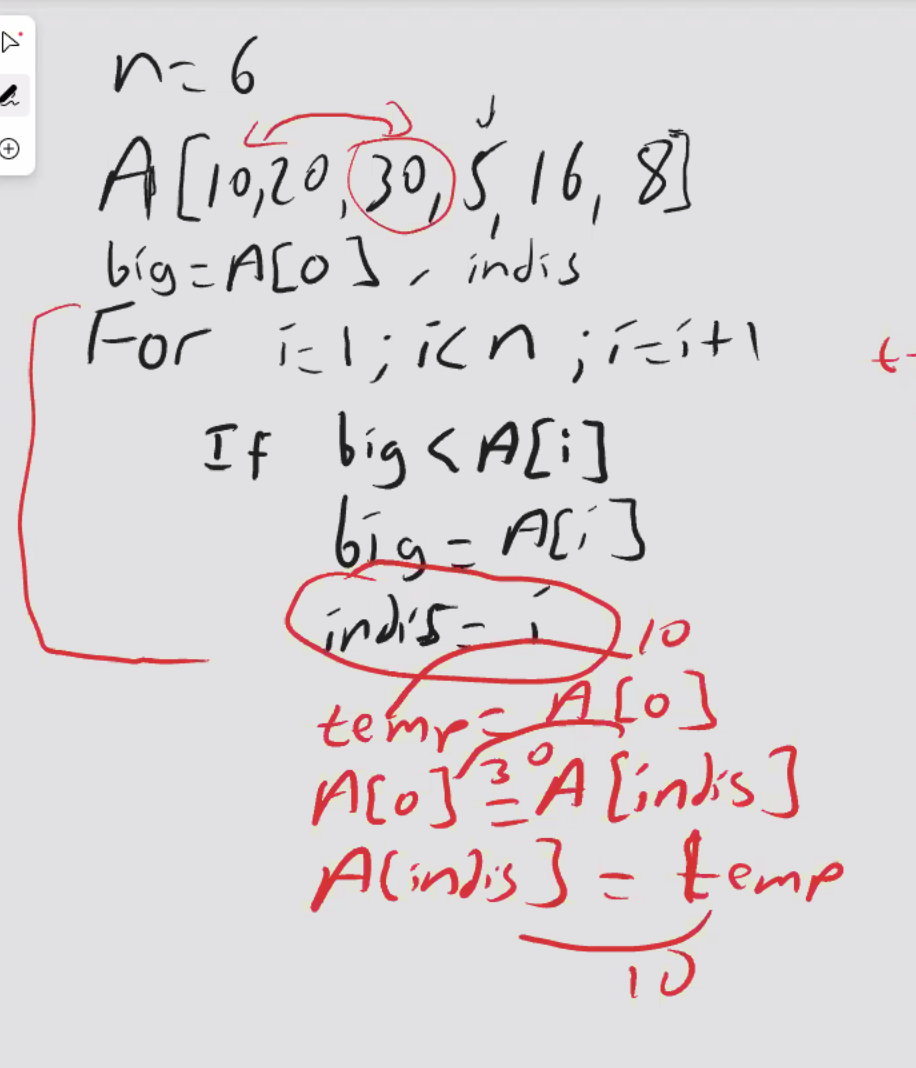 n=6
A[10,20,30,5,16,8]
big=A[0], indis
For i=1; i<n; i=i+1
t-
If big<A[i]
big=A[i]
indis=i
10
temp=A[0]
30
A[0]=A[indis]
A[indis]=temp
10